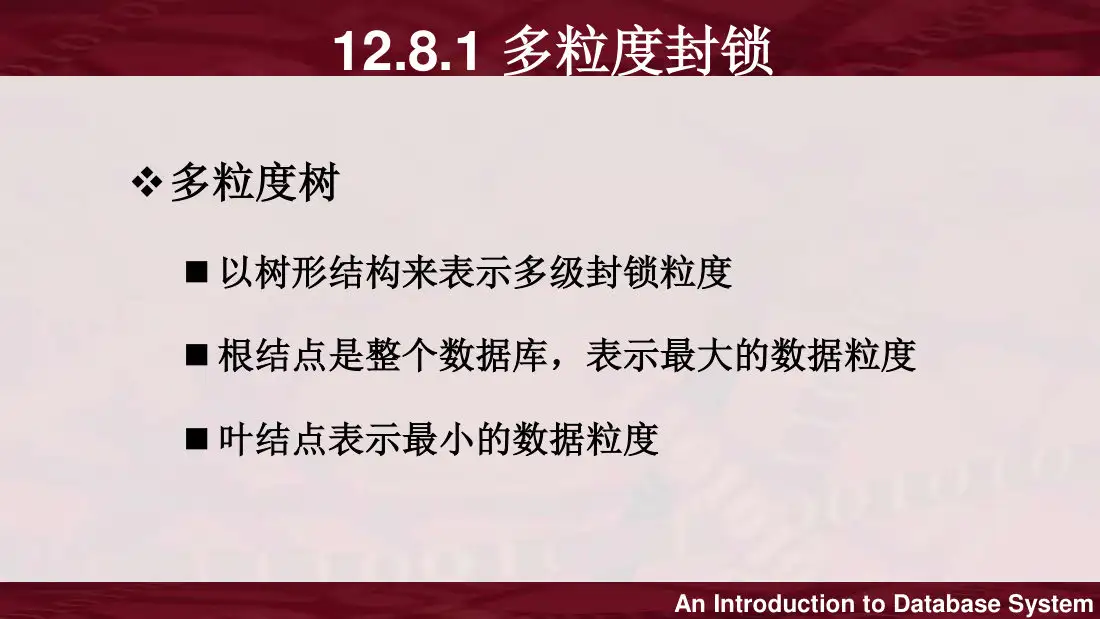 12.8.1 多粒度封锁
❖多粒度树
■ 以树形结构来表示多级封锁粒度
■ 根结点是整个数据库，表示最大的数据粒度
■ 叶结点表示最小的数据粒度
An Introduction to Database System